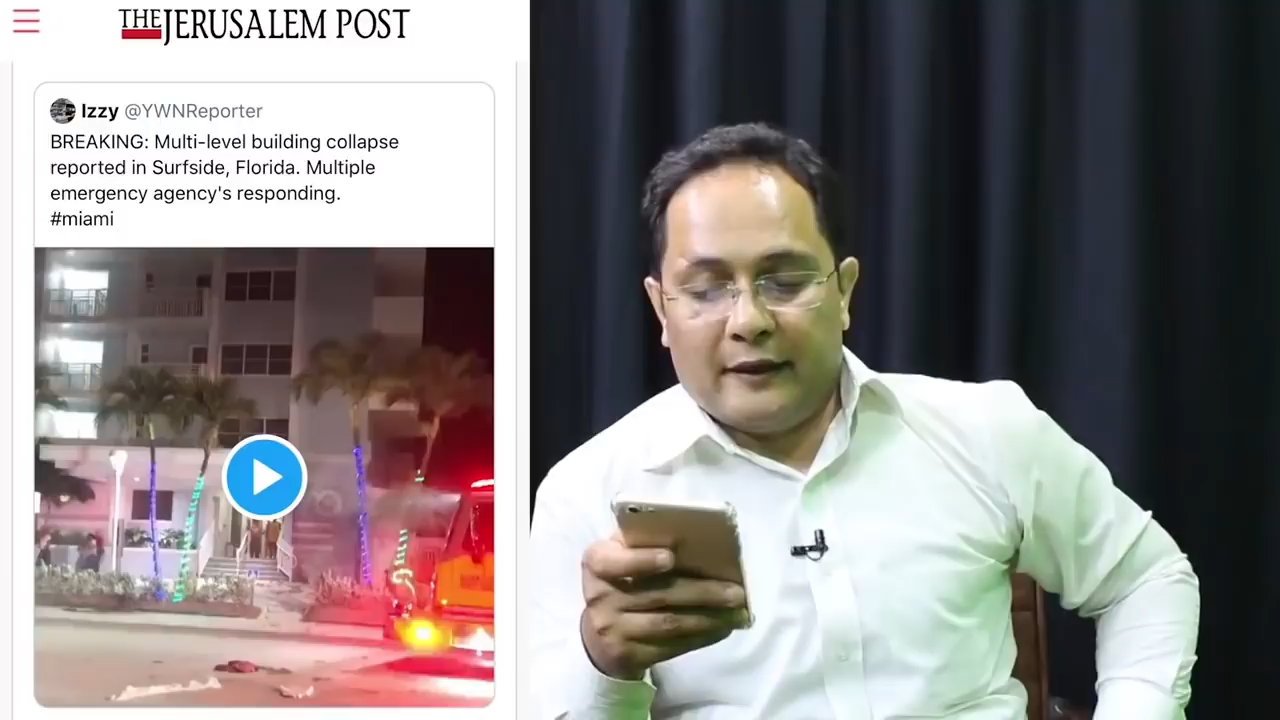 THE JERUSALEM POST
Izzy @YWNReporter
BREAKING: Multi-level building collapse
reported in Surfside, Florida. Multiple
emergency agency's responding.
#miami